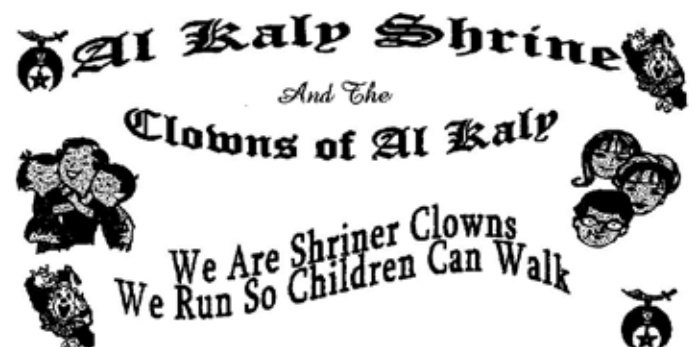 Al Kaly Shrine
And The
Clowns of Al Kaly
We Are Shriner Clowns
We Run So Children Can Walk